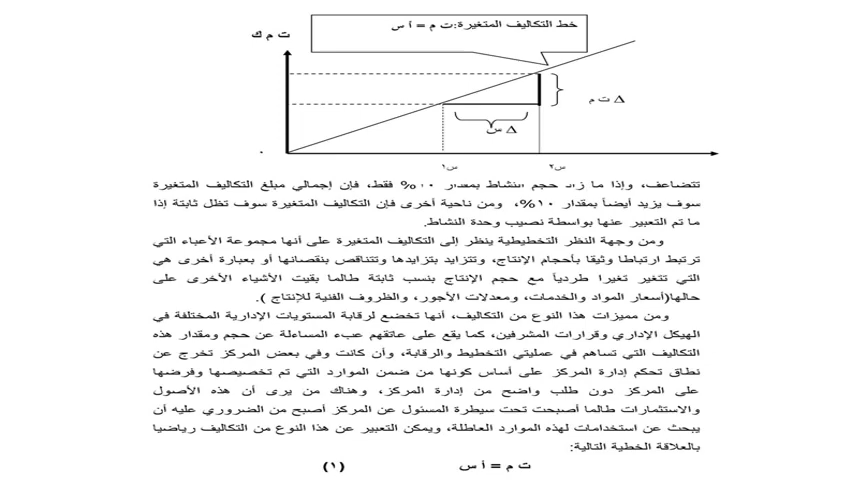 خط التكاليف المتغيرة:ت م = أ س
ت م ك
Δ ت م
Δ س
٠
س١
س٢
تتضاعف، وإذا ما زاد حجم النشاط بمقدار ١٠% فقط، فإن إجمالي مبلغ التكاليف المتغيرة
سوف يزيد أيضاً بمقدار ١٠%، ومن ناحية أخرى فإن التكاليف المتغيرة سوف تظل ثابتة إذا
ما تم التعبير عنها بواسطة نصيب وحدة النشاط.
ومن وجهة النظر التخطيطية ينظر إلى التكاليف المتغيرة على أنها مجموعة الأعباء التي
ترتبط ارتباطا وثيقا بأحجام الإنتاج، وتتزايد بتزايدها وتتناقص بنقصانها أو بعبارة أخرى هي
التي تتغير تغيرا طردياً مع حجم الإنتاج بنسب ثابتة طالما بقيت الأشياء الأخرى على
حالها(أسعار المواد والخدمات، ومعدلات الأجور، والظروف الفنية للإنتاج ).
ومن مميزات هذا النوع من التكاليف، أنها تخضع لرقابة المستويات الإدارية المختلفة في
الهيكل الإداري وقرارات المشرفين، كما يقع على عاتقهم عبء المساءلة عن حجم ومقدار هذه
التكاليف التي تساهم في عمليتي التخطيط والرقابة، وأن كانت وفي بعض المركز تخرج عن
نطاق تحكم إدارة المركز على أساس كونها من ضمن الموارد التي تم تخصيصها وفرضها
على المركز دون طلب واضح من إدارة المركز، وهناك من يرى أن هذه الأصول
والاستثمارات طالما أصبحت تحت سيطرة المسئول عن المركز أصبح من الضروري عليه أن
يبحث عن استخدامات لهذه الموارد العاطلة، ويمكن التعبير عن هذا النوع من التكاليف رياضيا
بالعلاقة الخطية التالية:
ت م = أ س (١)